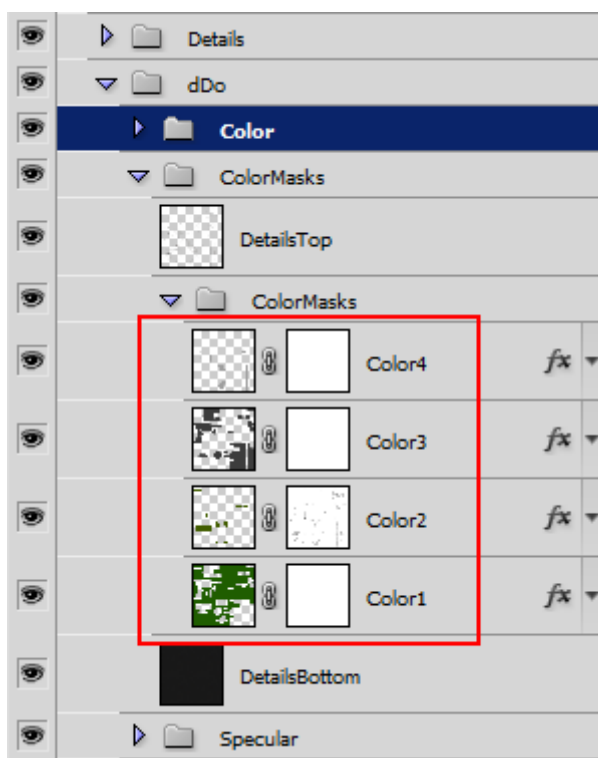 Details
dDo
Color
ColorMasks
DetailsTop
ColorMasks
Color4 fx
Color3 fx
Color2 fx
Color1 fx
DetailsBottom
Specular